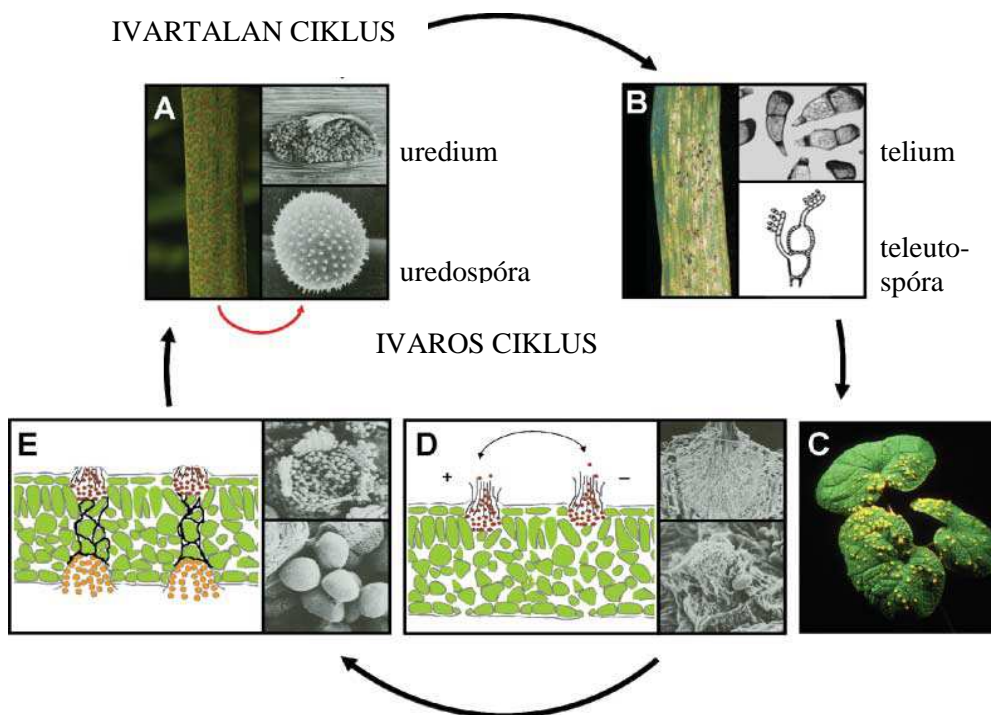 IVARTALAN CIKLUS
A
uredium
uredospóra
B
telium
teleuto-
spóra
IVAROS CIKLUS
E
D
+
–
C